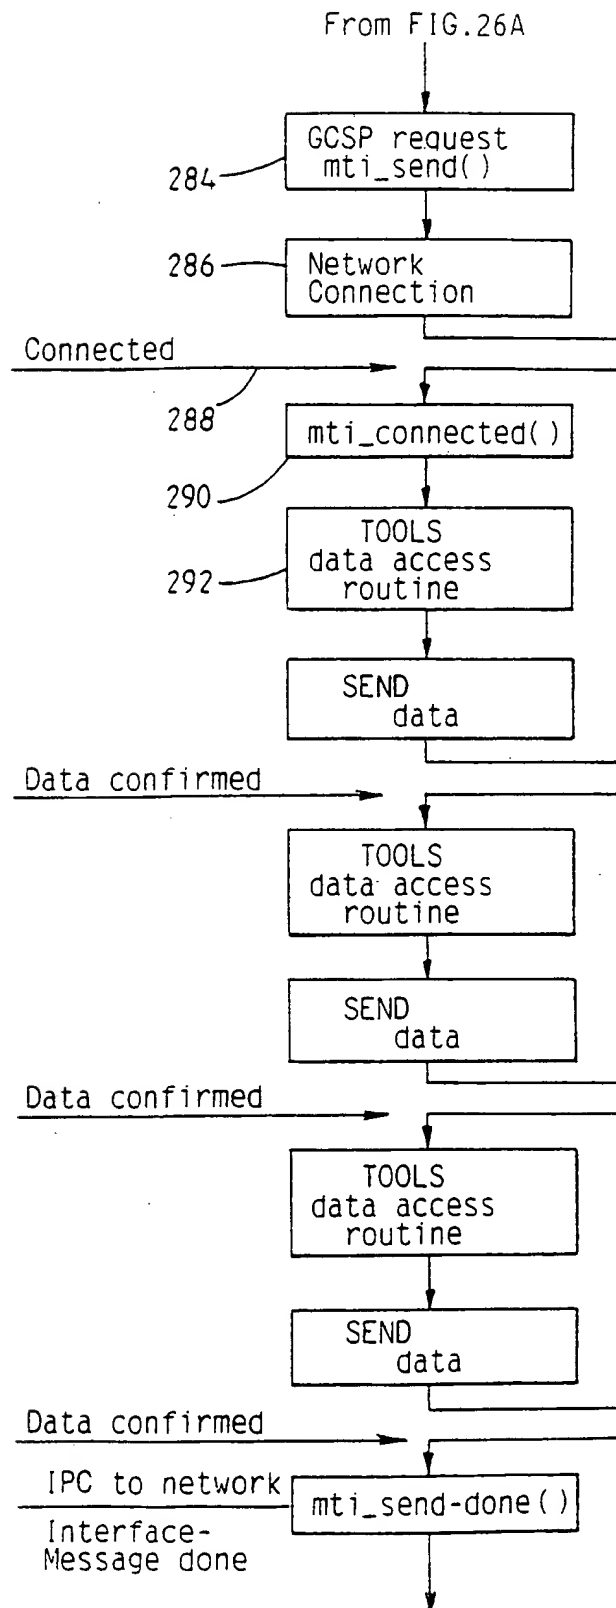 From FIG.26A
GCSP request
mti_send()
284
286
Network
Connection
Connected
288
mti_connected()
290
TOOLS
data access
routine
292
SEND
data
Data confirmed
TOOLS
data access
routine
SEND
data
Data confirmed
TOOLS
data access
routine
SEND
data
Data confirmed
IPC to network
mti_send-done()
Interface-
Message done